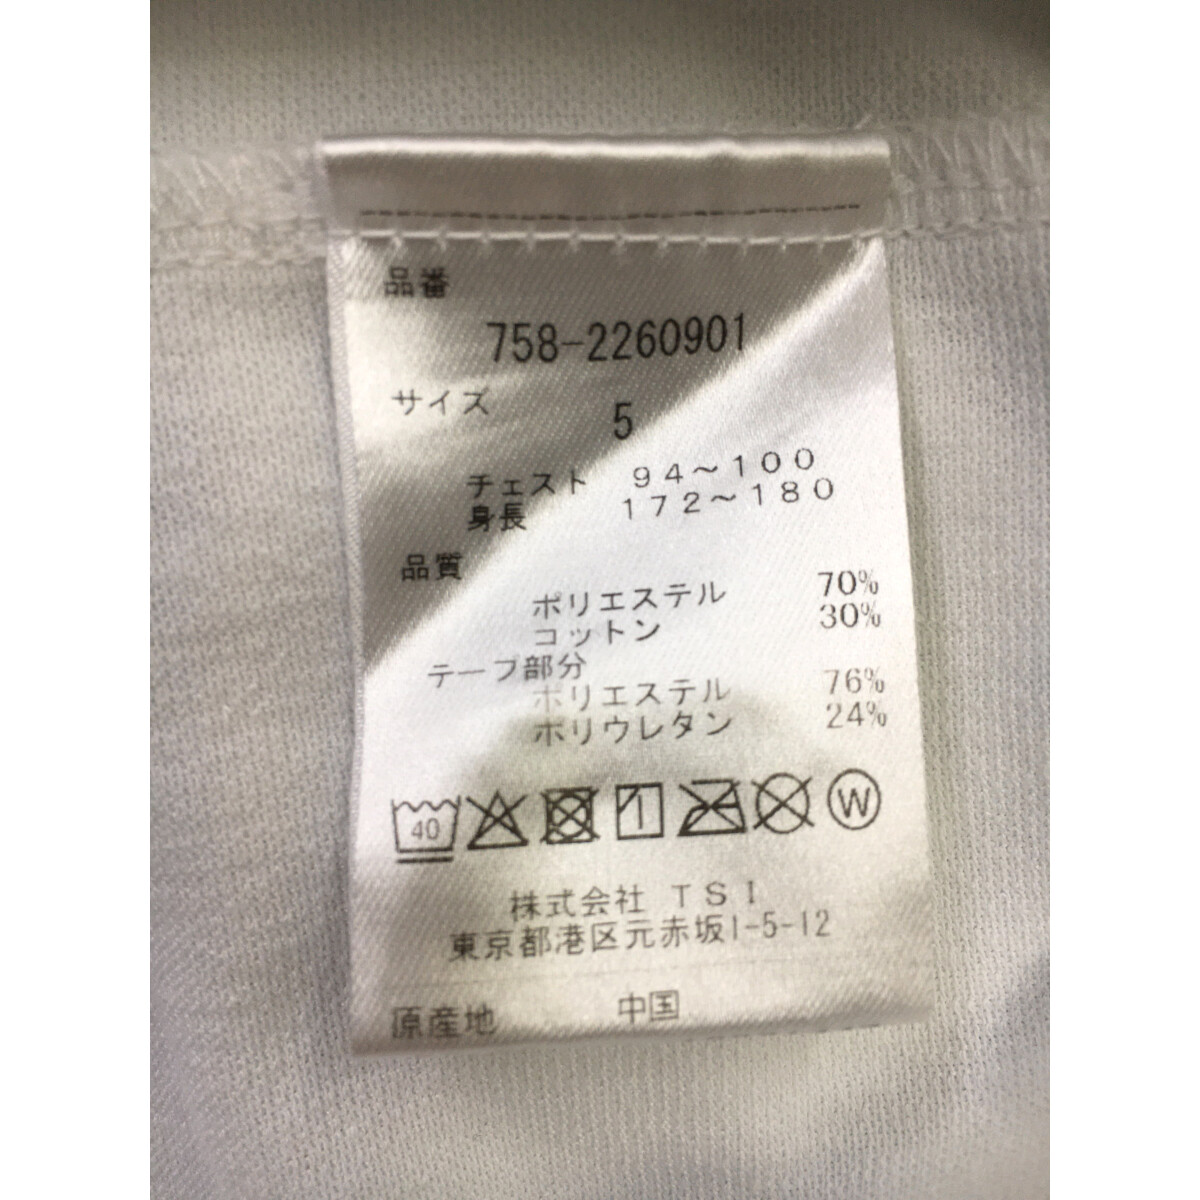 品番
758-2260901
サイズ 5
チェスト 94～100
身長 172～180
品質
ポリエステル 70%
コットン 30%
テープ部分
ポリエステル 76%
ポリウレタン 24%
40 W
株式会社 TSI
東京都港区元赤坂1-5-12
原産地 中国